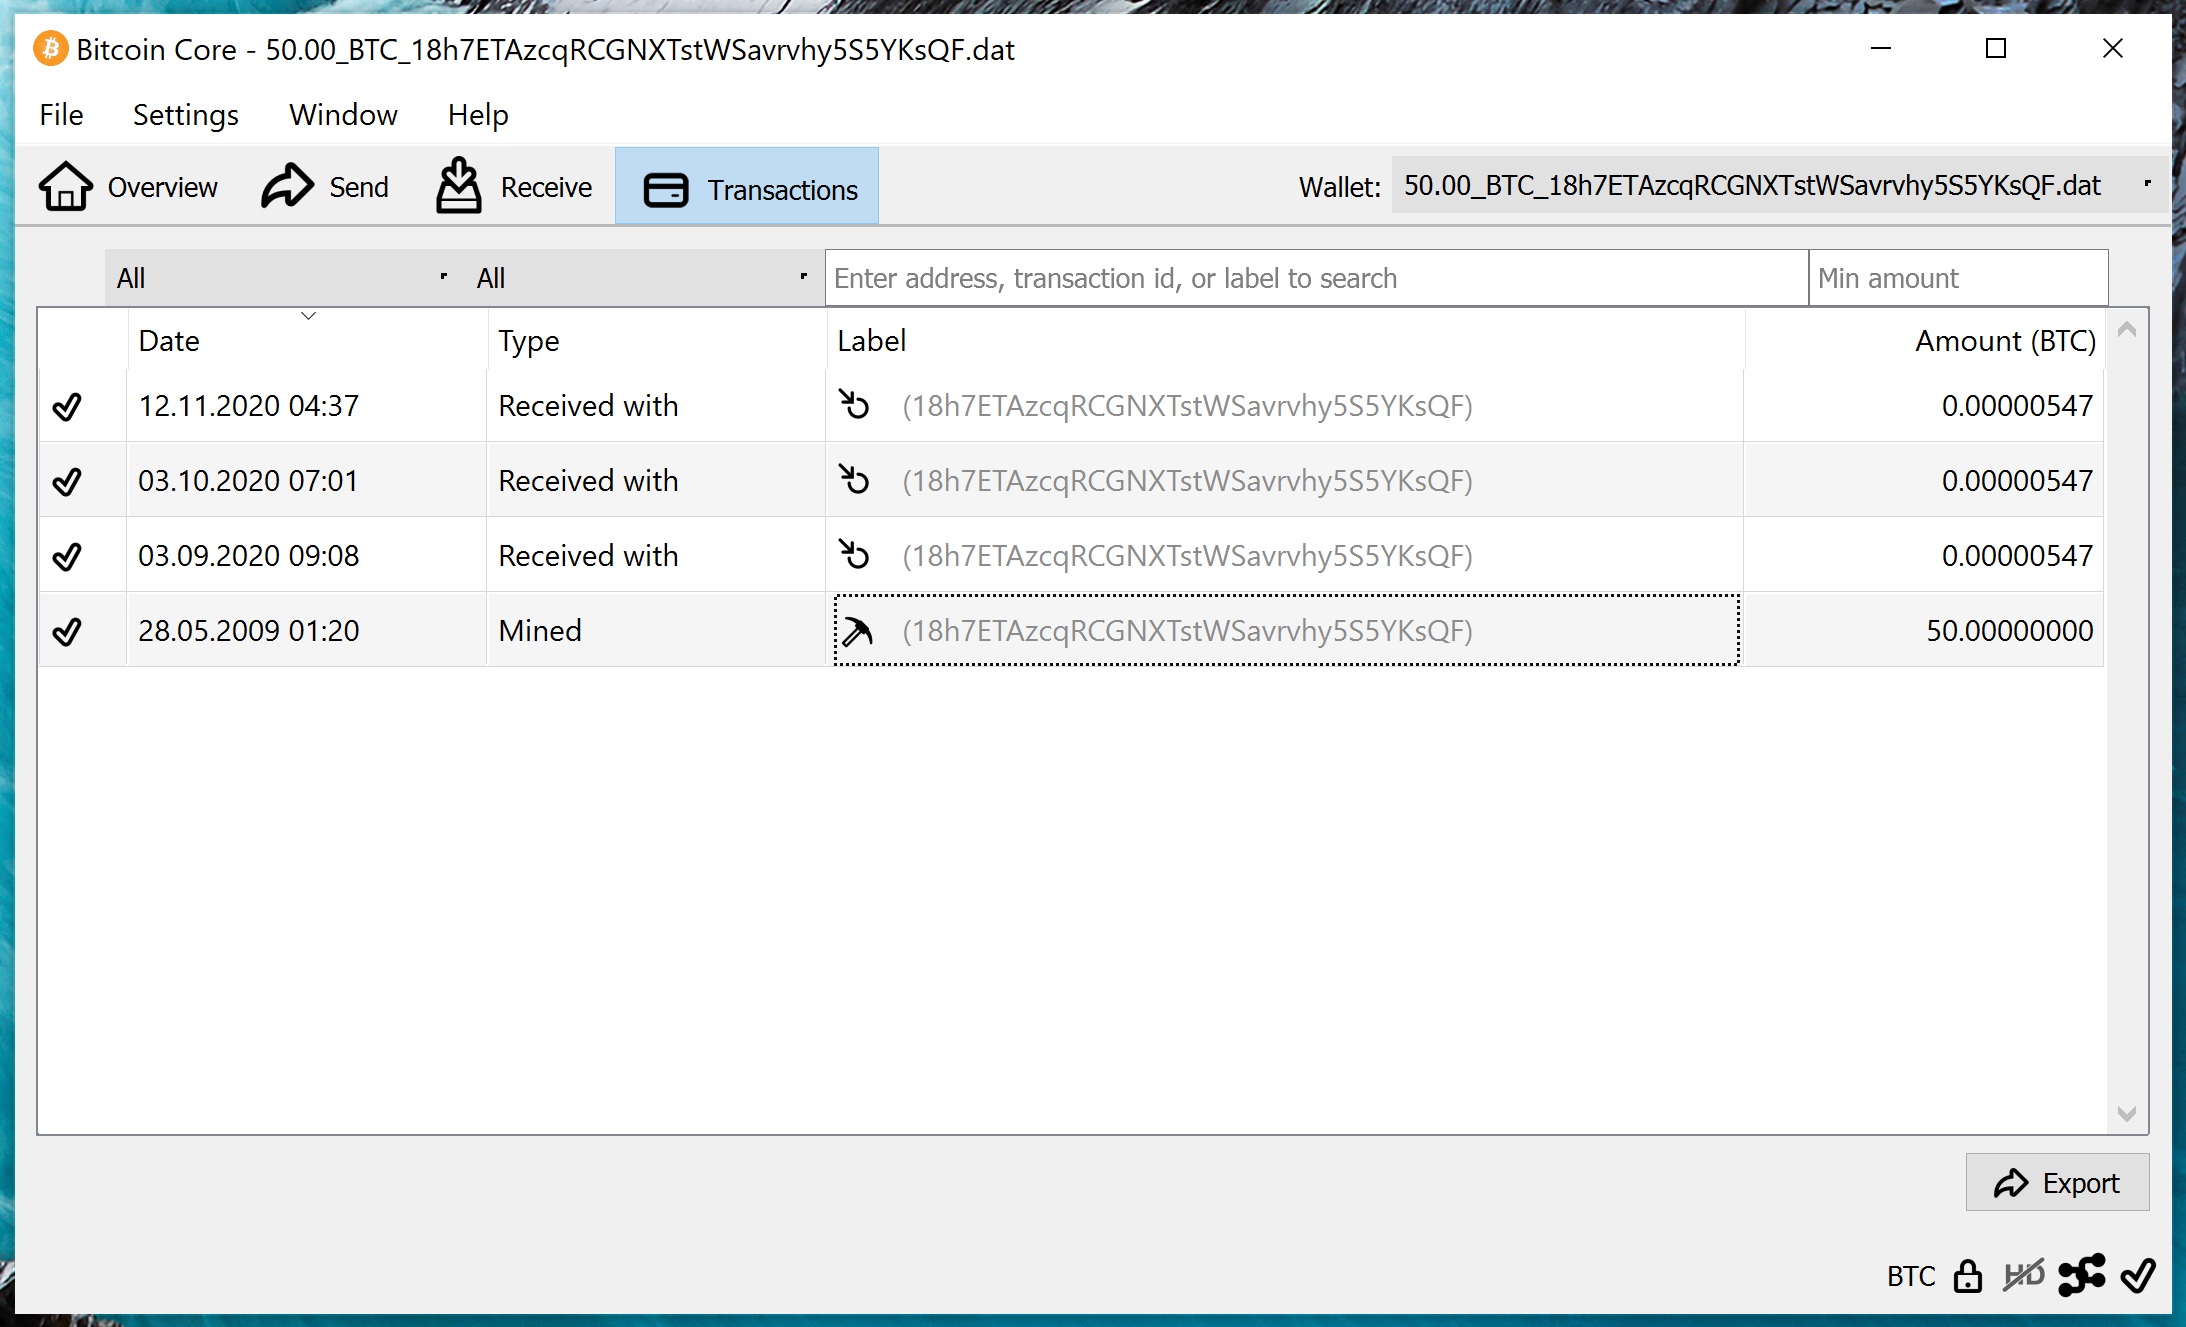 Bitcoin Core - 50.00_BTC_18h7ETAzcqRCGNXTstWSavrvhy5S5YKsQF.dat
File Settings Window Help
Overview Send Receive Transactions Wallet: 50.00_BTC_18h7ETAzcqRCGNXTstWSavrvhy5S5YKsQF.dat
All All Enter address, transaction id, or label to search Min amount
Date Type Label Amount (BTC)
12.11.2020 04:37 Received with (18h7ETAzcqRCGNXTstWSavrvhy5S5YKsQF) 0.00000547
03.10.2020 07:01 Received with (18h7ETAzcqRCGNXTstWSavrvhy5S5YKsQF) 0.00000547
03.09.2020 09:08 Received with (18h7ETAzcqRCGNXTstWSavrvhy5S5YKsQF) 0.00000547
28.05.2009 01:20 Mined (18h7ETAzcqRCGNXTstWSavrvhy5S5YKsQF) 50.00000000
Export
BTC HD